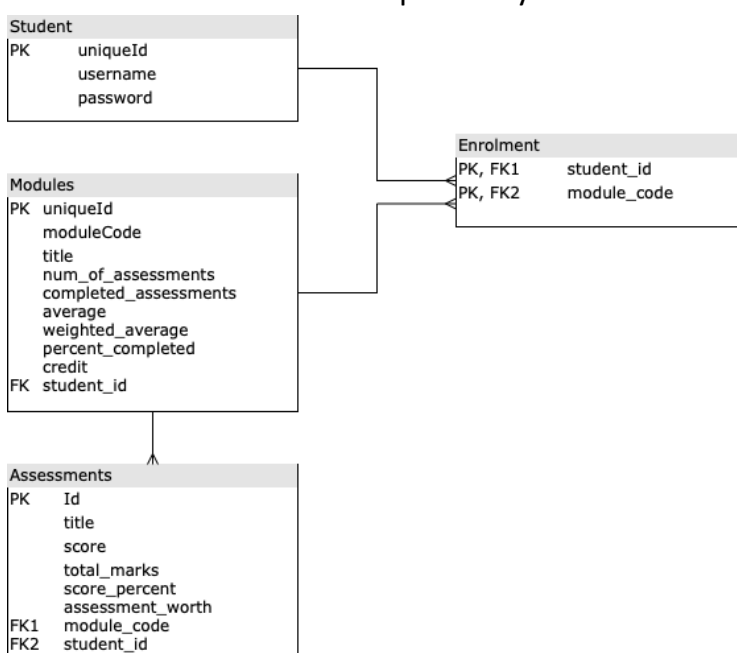 Student
PK uniqueId
username
password
Enrolment
PK, FK1 student_id
PK, FK2 module_code
Modules
PK uniqueId
moduleCode
title
num_of_assessments
completed_assessments
average
weighted_average
percent_completed
credit
FK student_id
Assessments
PK Id
title
score
total_marks
score_percent
assessment_worth
FK1 module_code
FK2 student_id